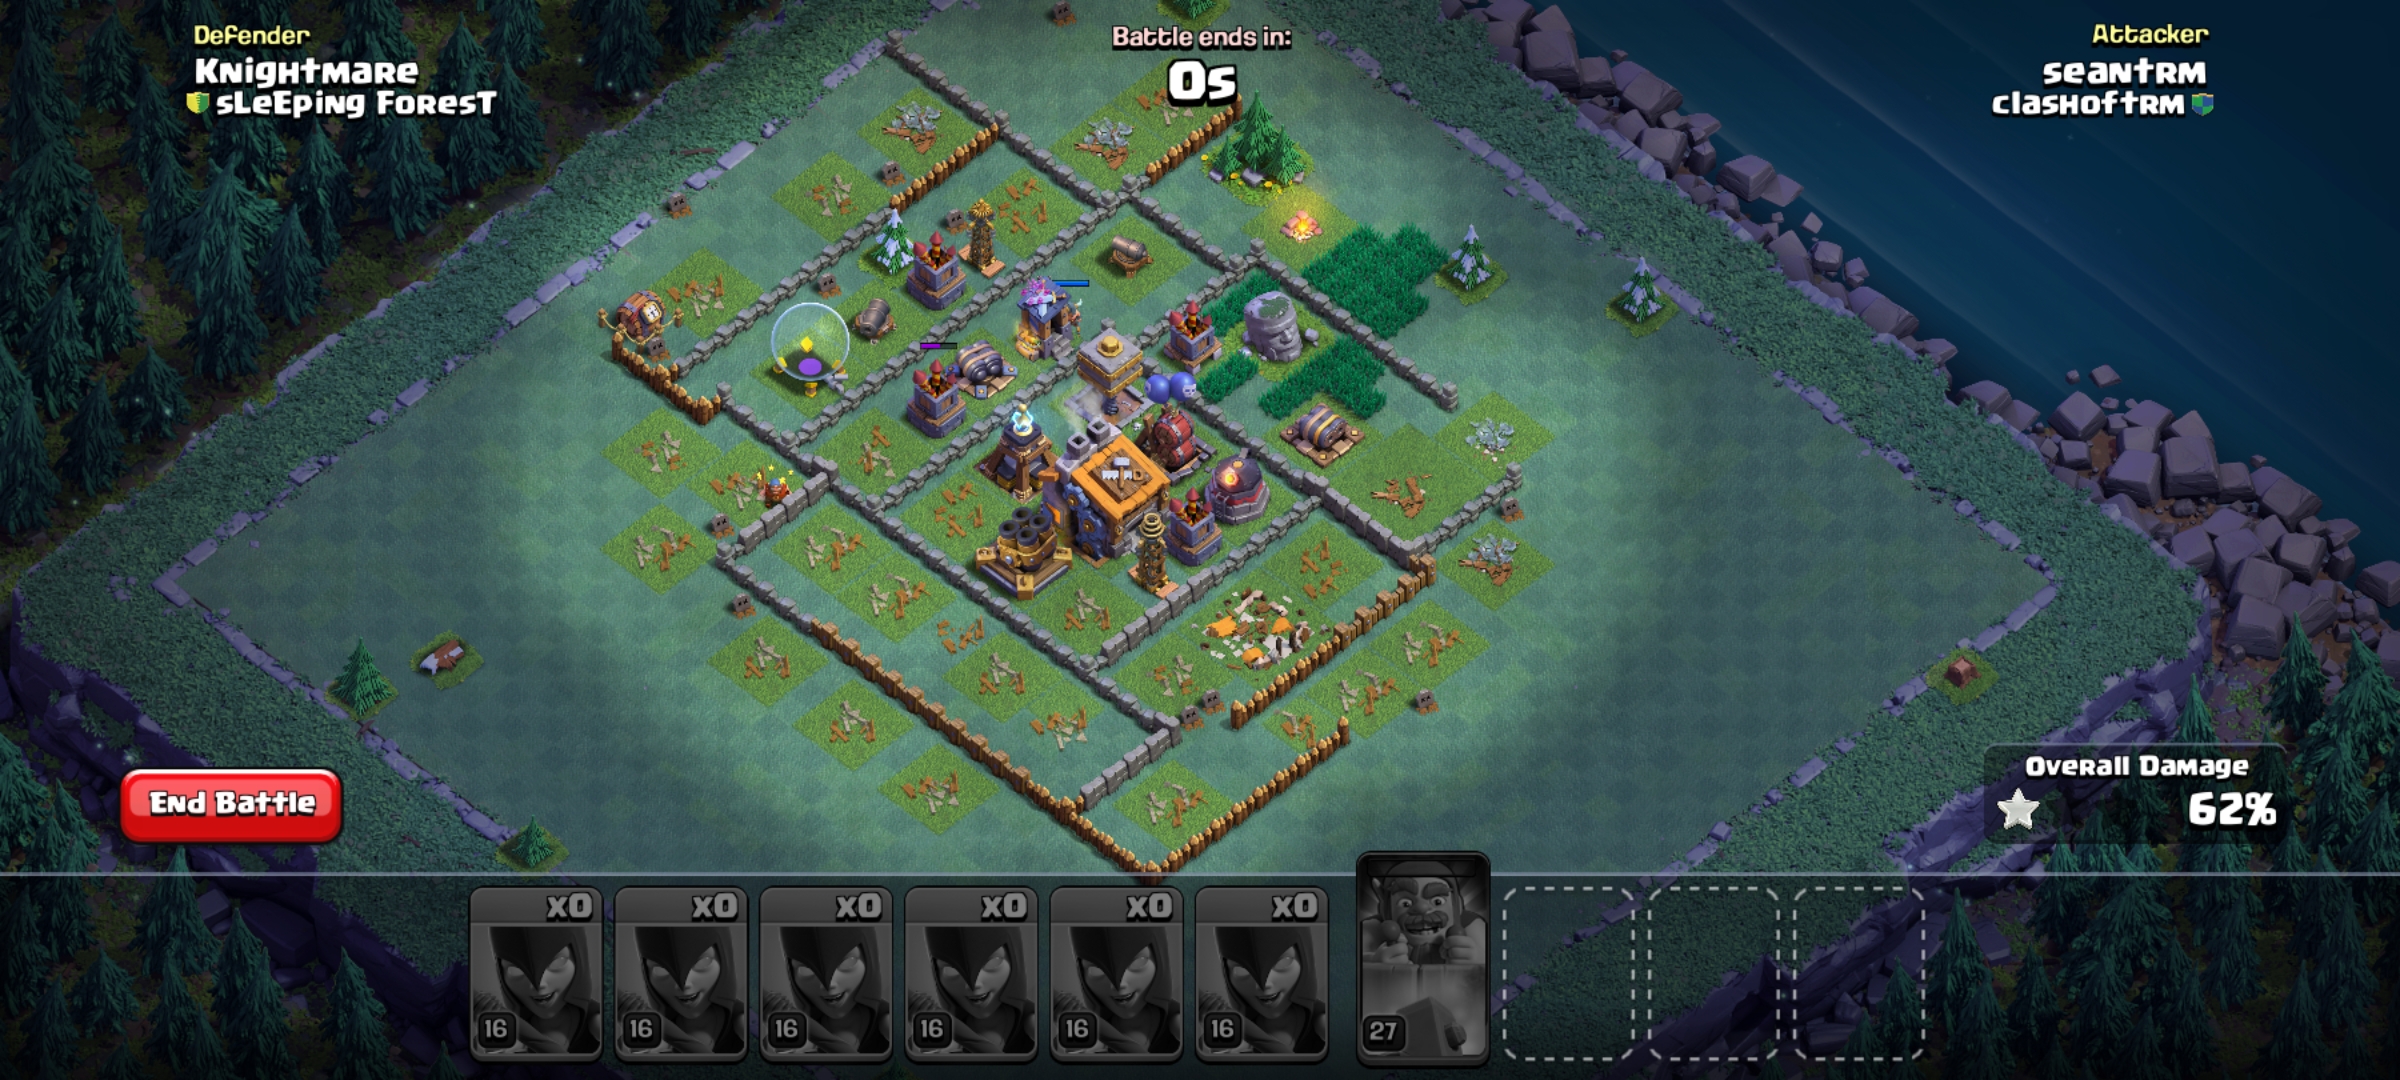 Defender
Knightmare
sLeEping ForesT
Battle ends in:
0s
Attacker
seantRM
clashoftRM
End Battle
Overall Damage
62%
x0 x0 x0 x0 x0 x0
16 16 16 16 16 16 27